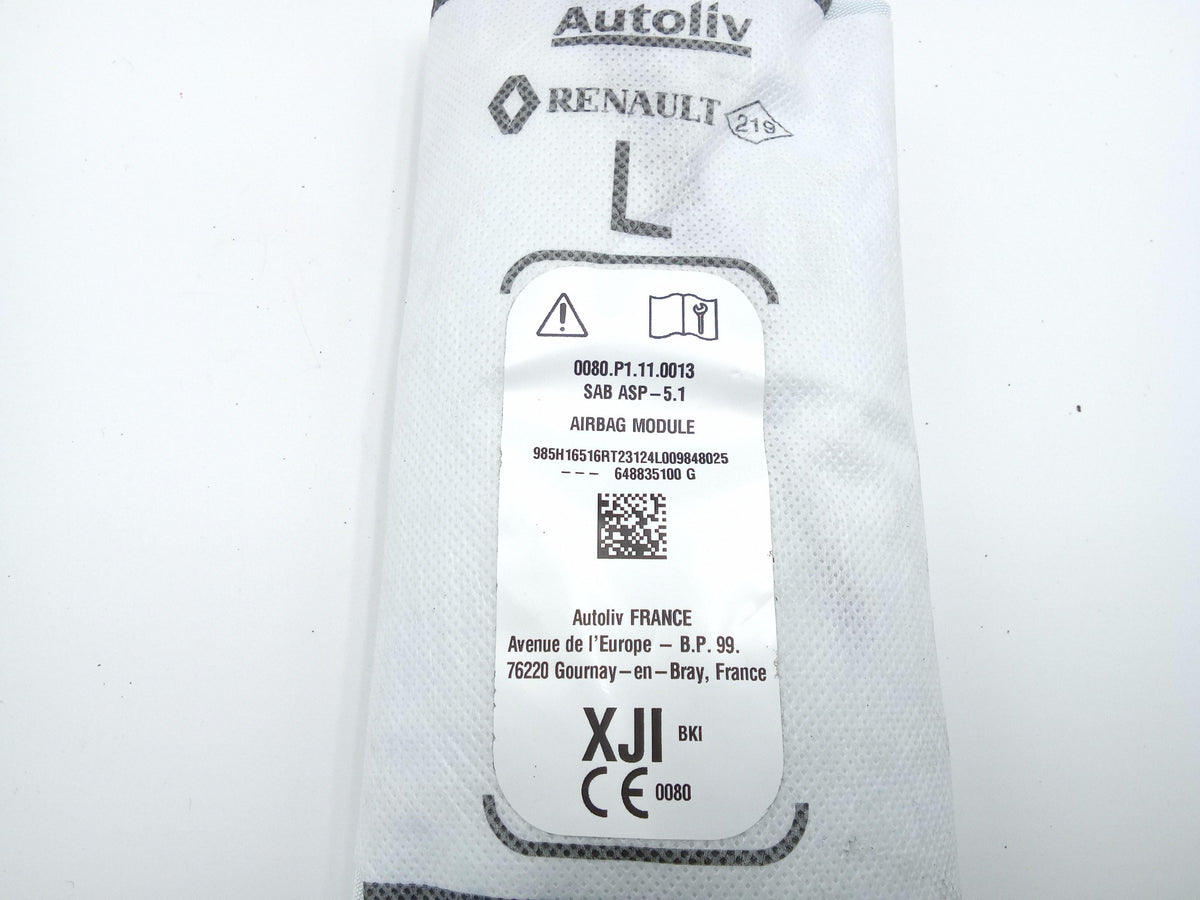 Autoliv
RENAULT 219
L
0080.P1.11.0013
SAB ASP-5.1
AIRBAG MODULE
985H16516RT23124L009848025
--- 648835100 G
Autoliv FRANCE
Avenue de l'Europe – B.P. 99.
76220 Gournay-en-Bray, France
XJI BKI
CE 0080